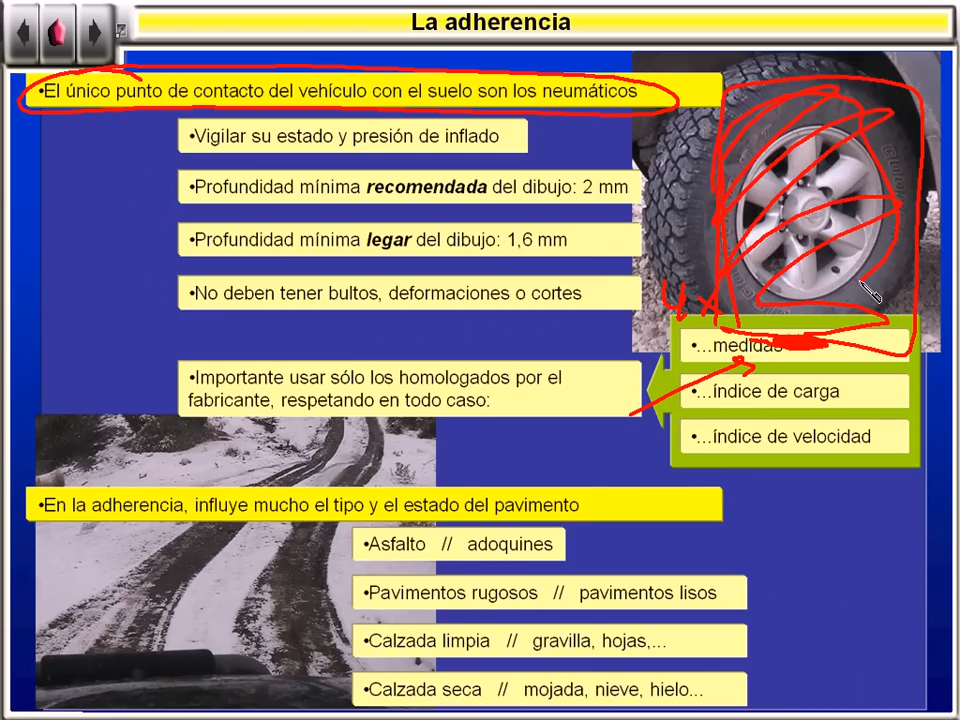 La adherencia
•El único punto de contacto del vehículo con el suelo son los neumáticos
•Vigilar su estado y presión de inflado
•Profundidad mínima recomendada del dibujo: 2 mm
•Profundidad mínima legar del dibujo: 1,6 mm
•No deben tener bultos, deformaciones o cortes
4x
•Importante usar sólo los homologados por el
fabricante, respetando en todo caso:
•...medidas
•...índice de carga
•...índice de velocidad
•En la adherencia, influye mucho el tipo y el estado del pavimento
•Asfalto // adoquines
•Pavimentos rugosos // pavimentos lisos
•Calzada limpia // gravilla, hojas,...
•Calzada seca // mojada, nieve, hielo...